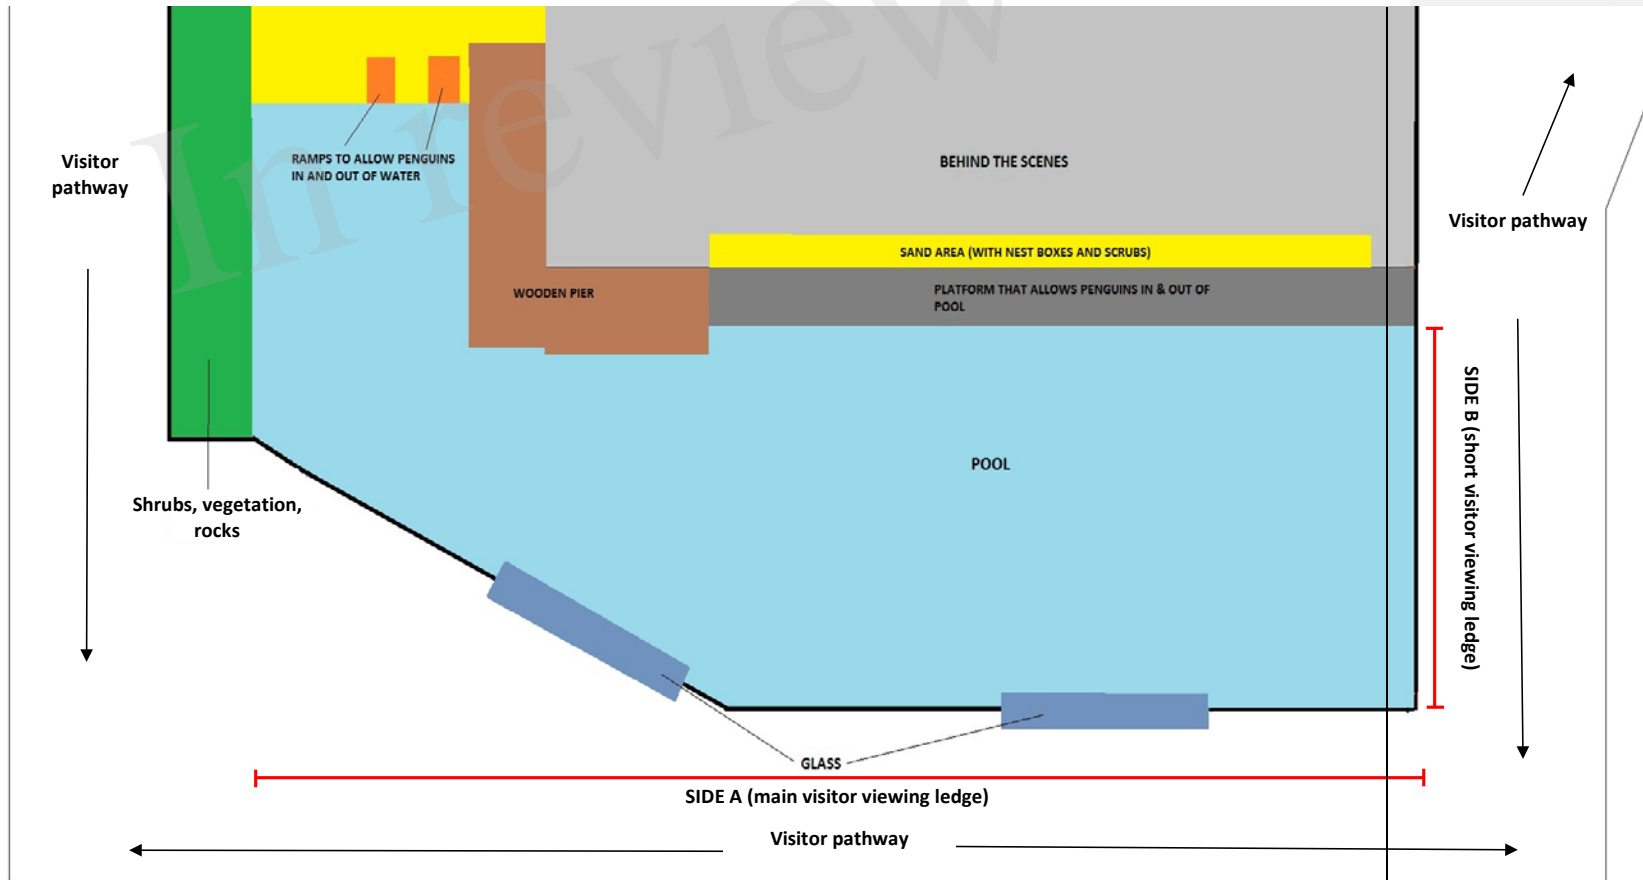 In review
Visitor
pathway
RAMPS TO ALLOW PENGUINS
IN AND OUT OF WATER
BEHIND THE SCENES
Visitor pathway
SAND AREA (WITH NEST BOXES AND SCRUBS)
WOODEN PIER
PLATFORM THAT ALLOWS PENGUINS IN & OUT OF
POOL
SIDE B (short visitor viewing ledge)
POOL
Shrubs, vegetation,
rocks
GLASS
SIDE A (main visitor viewing ledge)
Visitor pathway